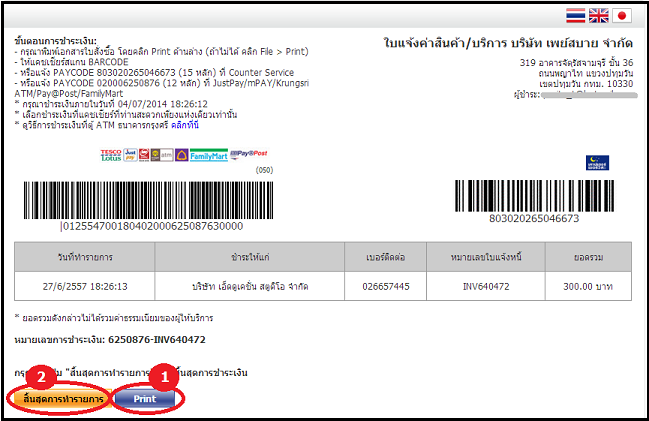 ขั้นตอนการชำระเงิน:
- กรุณาพิมพ์เอกสารใบสั่งซื้อ โดยคลิก Print ด้านล่าง (ถ้าไม่ได้ คลิก File > Print)
- ให้แคชเชียร์สแกน BARCODE
- หรือแจ้ง PAYCODE 803020265046673 (15 หลัก) ที่ Counter Service
- หรือแจ้ง PAYCODE 020006250876 (12 หลัก) ที่ JustPay/mPAY/Krungsri
ATM/Pay@Post/FamilyMart
* กรุณาชำระเงินภายในวันที่ 04/07/2014 18:26:12
* เลือกชำระเงินที่แคชเชียร์ที่ท่านสะดวกเพียงแห่งเดียวเท่านั้น
* ดูวิธีการชำระเงินที่ตู้ ATM ธนาคารกรุงศรี คลิกที่นี่
ใบแจ้งค่าสินค้า/บริการ บริษัท เพย์สบาย จำกัด
319 อาคารจัตุรัสจามจุรี ชั้น 36
ถนนพญาไท แขวงปทุมวัน
เขตปทุมวัน กทม. 10330
ผู้ชำระ:
TESCO Lotus Just pay atm FamilyMart Pay@Post
(050)
|012554700180402000625087630000
803020265046673
วันที่ทำรายการ ชำระให้แก่ เบอร์ติดต่อ หมายเลขใบแจ้งหนี้ ยอดรวม
27/6/2557 18:26:13 บริษัท เอ็ดดูเคชั่น สตูดิโอ จำกัด 026657445 INV640472 300.00 บาท
* ยอดรวมดังกล่าวไม่ได้รวมค่าธรรมเนียมของผู้ให้บริการ
หมายเลขการชำระเงิน: 6250876-INV640472
"สิ้นสุดการทำรายการ สิ้นสุดการชำระเงิน
2 1
สิ้นสุดการทำรายการ Print